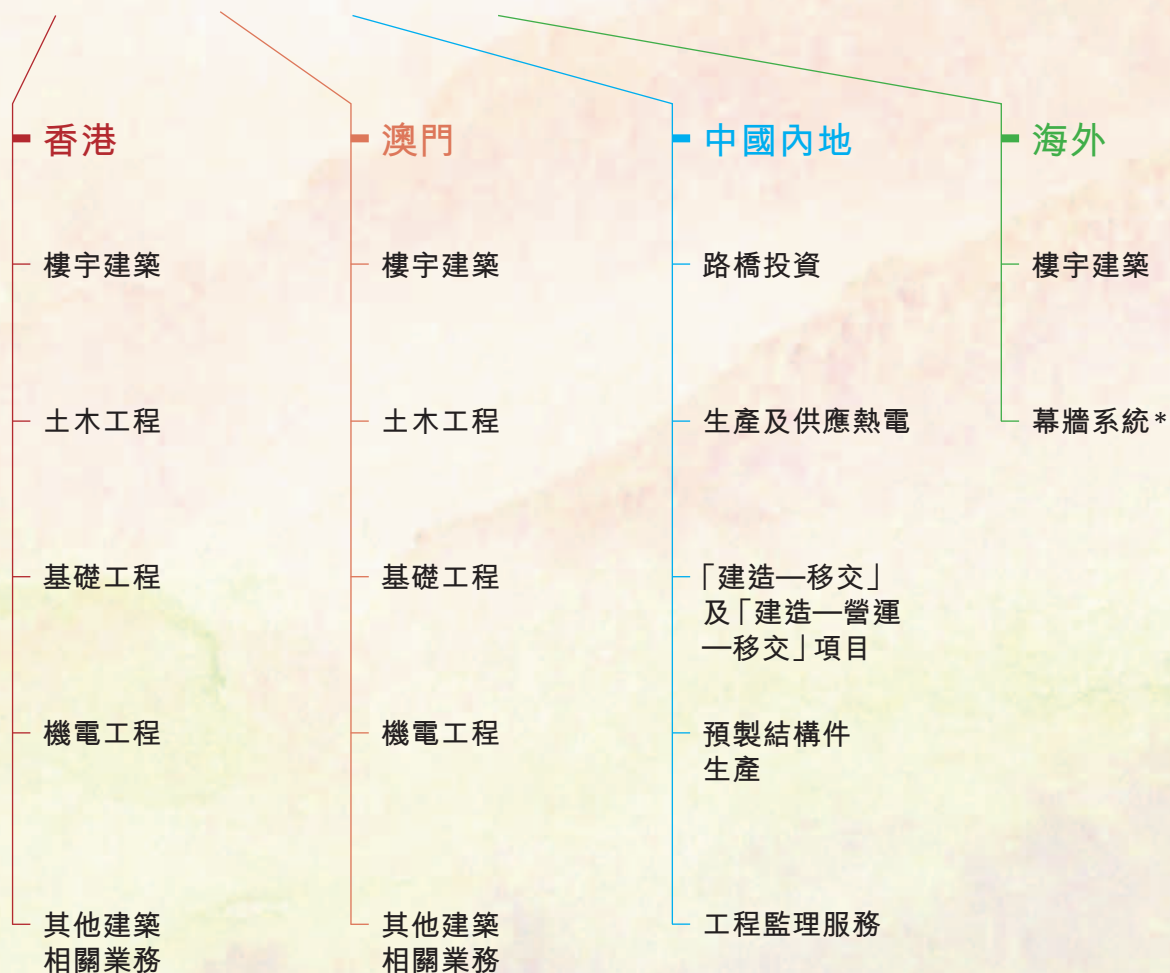 香港
樓宇建築
土木工程
基礎工程
機電工程
其他建築
相關業務
澳門
樓宇建築
土木工程
基礎工程
機電工程
其他建築
相關業務
中國內地
路橋投資
生產及供應熱電
「建造—移交」
及「建造—營運
—移交」項目
預製結構件
生產
工程監理服務
海外
樓宇建築
幕牆系統*